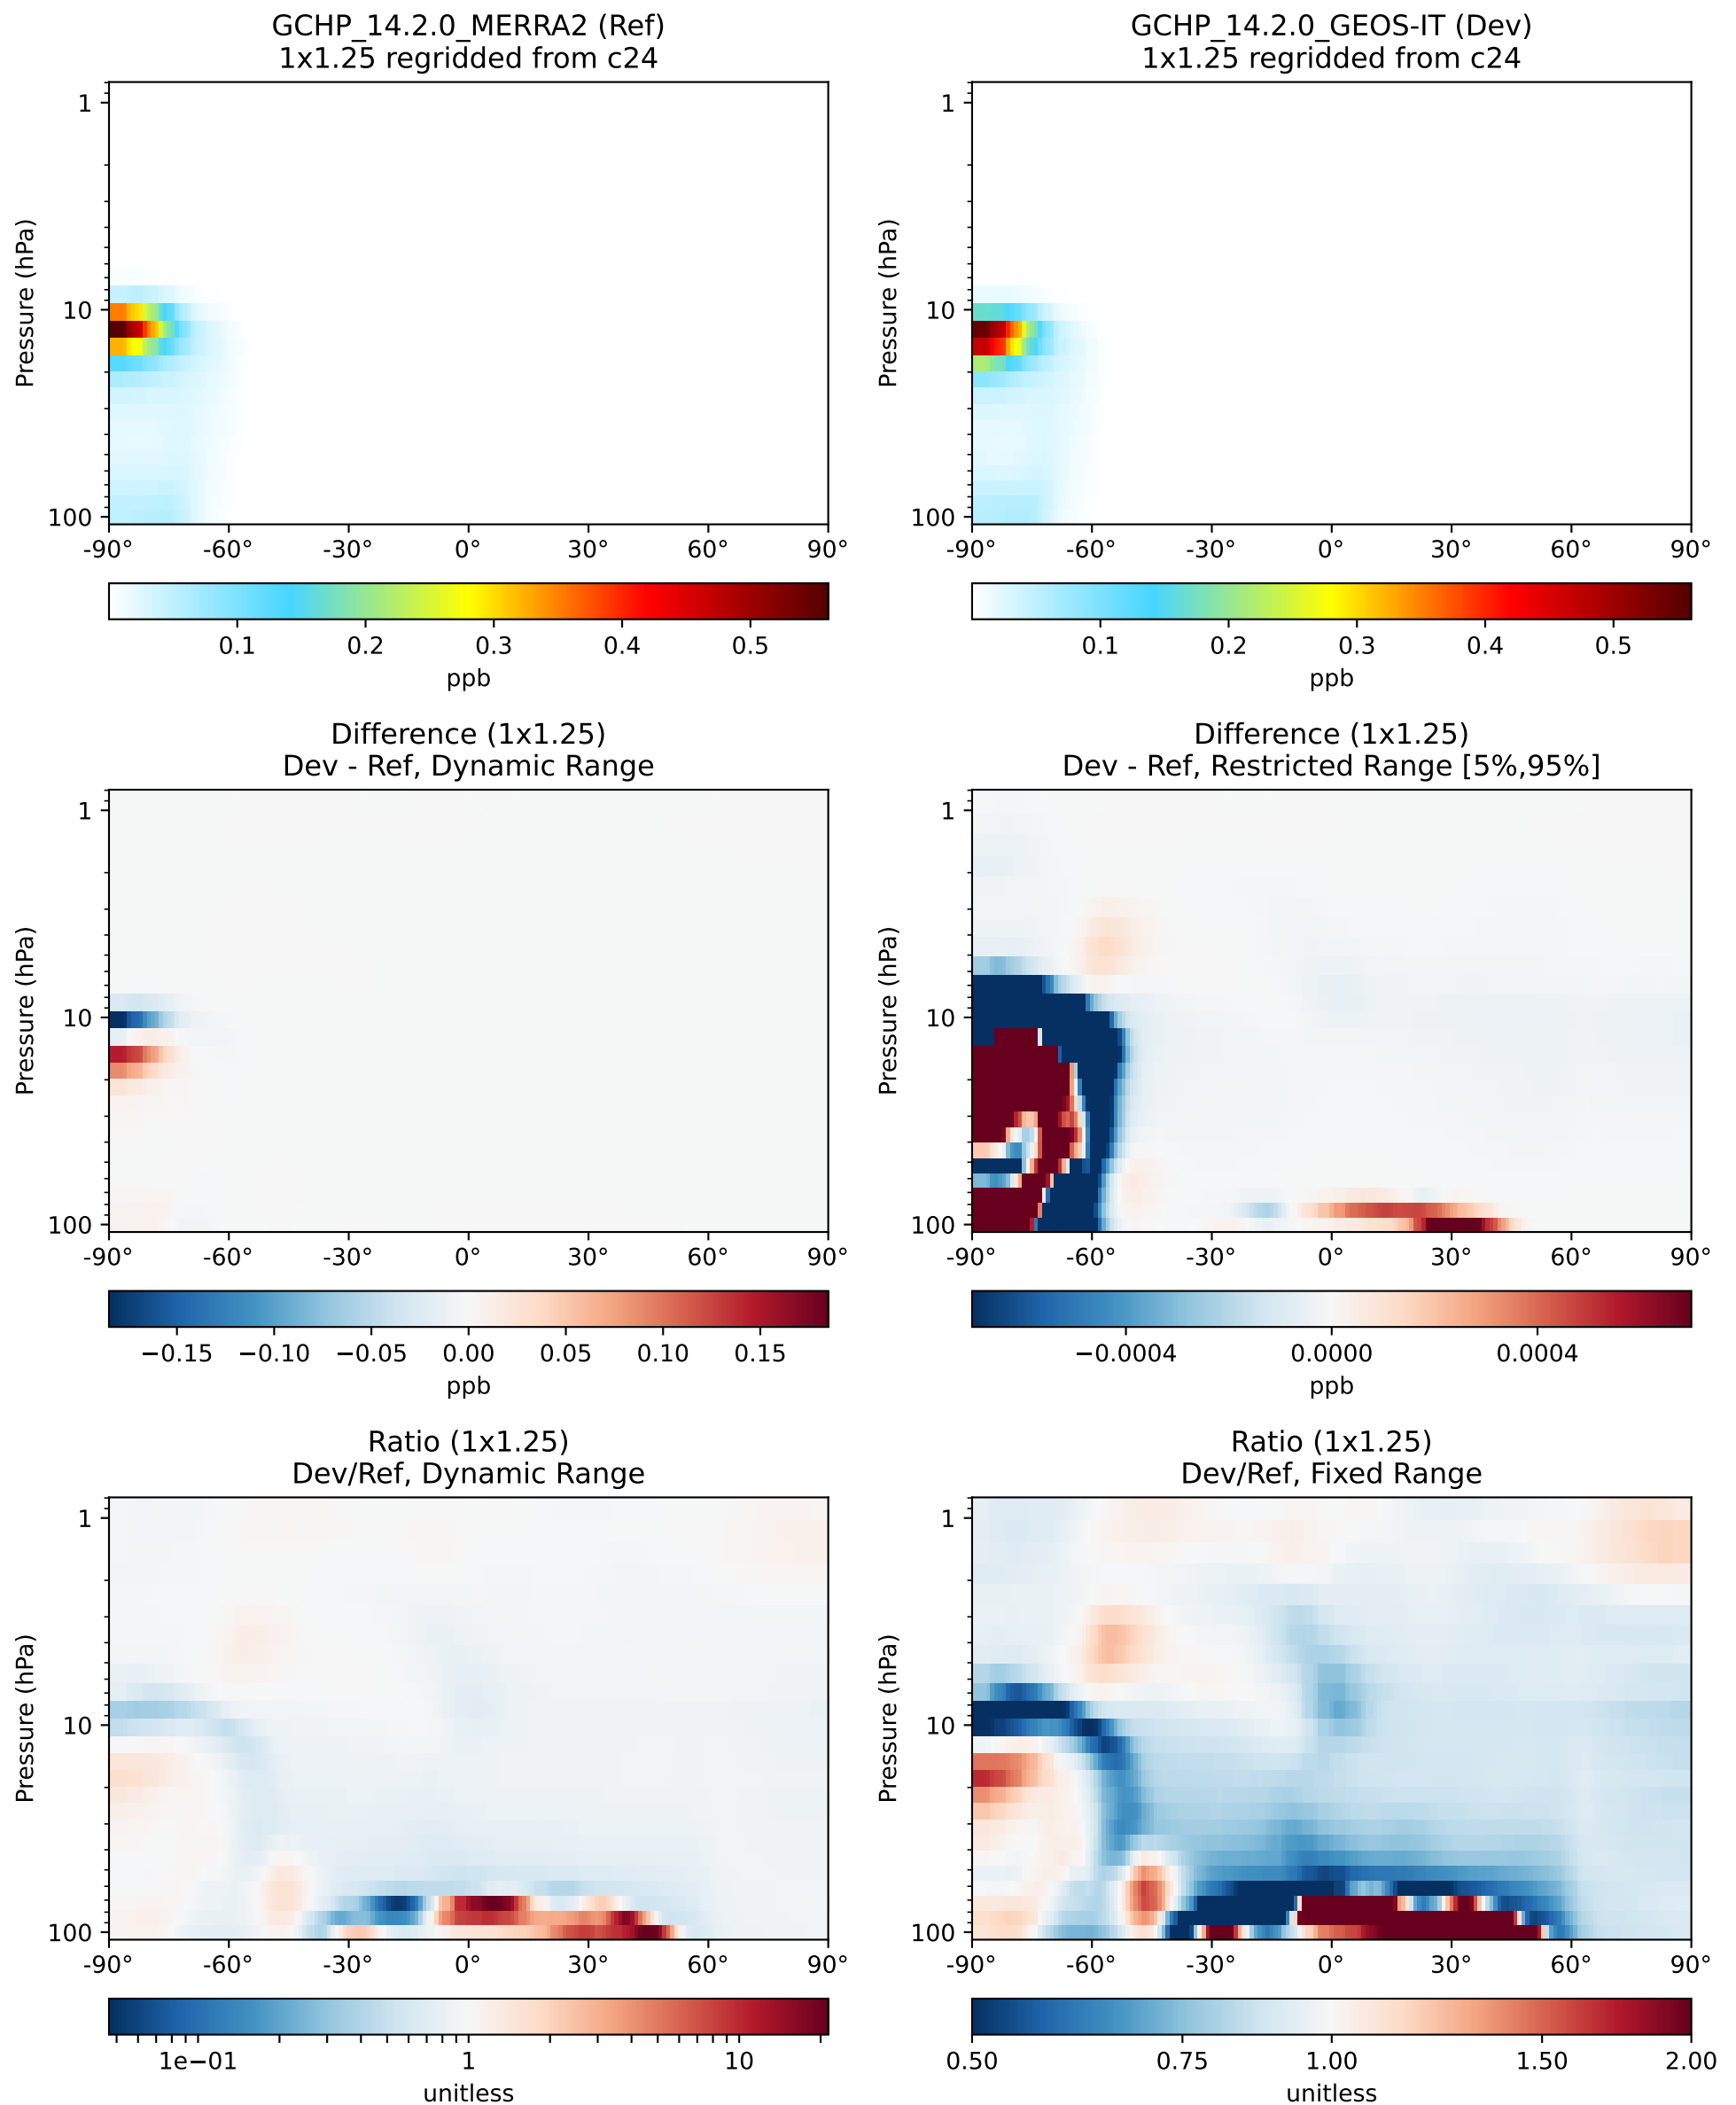 GCHP_14.2.0_MERRA2 (Ref)
1x1.25 regridded from c24
Pressure (hPa)
1
10
100
-90° -60° -30° 0° 30° 60° 90°
0.1 0.2 0.3 0.4 0.5
ppb
GCHP_14.2.0_GEOS-IT (Dev)
1x1.25 regridded from c24
Pressure (hPa)
1
10
100
-90° -60° -30° 0° 30° 60° 90°
0.1 0.2 0.3 0.4 0.5
ppb
Difference (1x1.25)
Dev - Ref, Dynamic Range
Pressure (hPa)
1
10
100
-90° -60° -30° 0° 30° 60° 90°
−0.15 −0.10 −0.05 0.00 0.05 0.10 0.15
ppb
Difference (1x1.25)
Dev - Ref, Restricted Range [5%,95%]
Pressure (hPa)
1
10
100
-90° -60° -30° 0° 30° 60° 90°
−0.0004 0.0000 0.0004
ppb
Ratio (1x1.25)
Dev/Ref, Dynamic Range
Pressure (hPa)
1
10
100
-90° -60° -30° 0° 30° 60° 90°
1e−01 1 10
unitless
Ratio (1x1.25)
Dev/Ref, Fixed Range
Pressure (hPa)
1
10
100
-90° -60° -30° 0° 30° 60° 90°
0.50 0.75 1.00 1.50 2.00
unitless